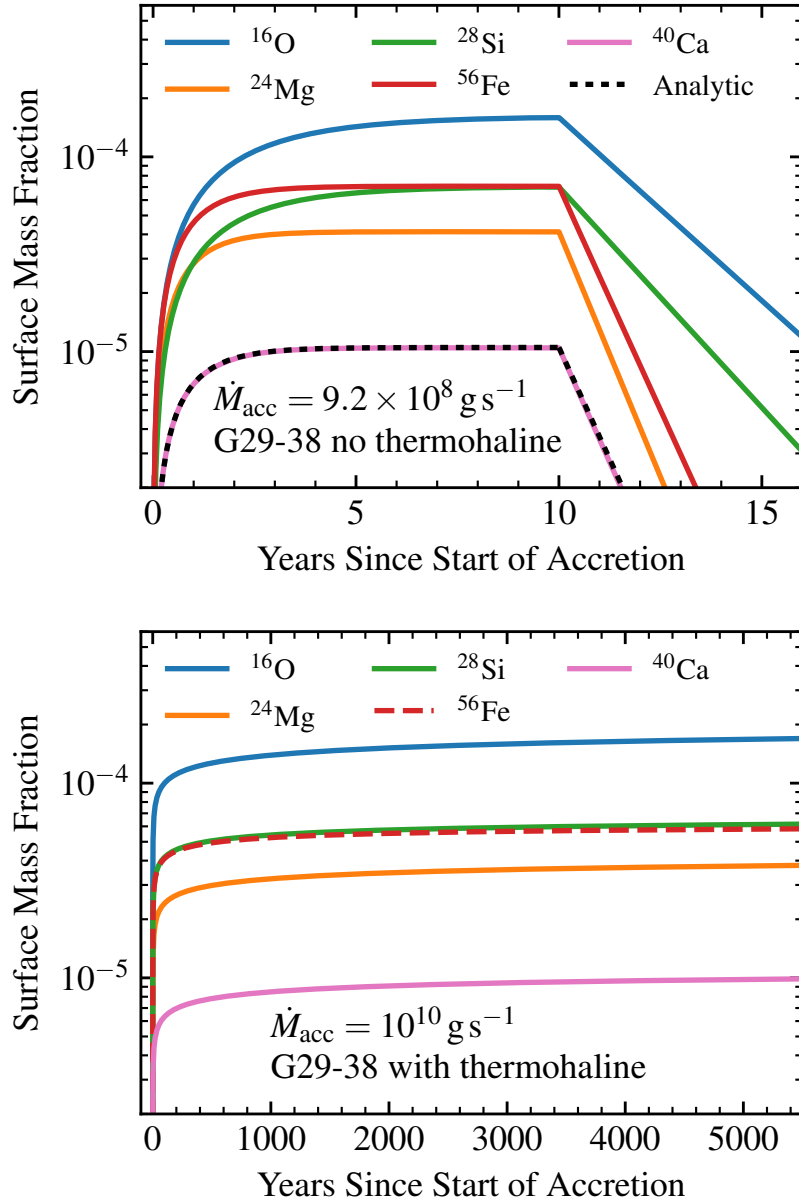 ¹⁶O ²⁸Si ⁴⁰Ca
²⁴Mg ⁵⁶Fe Analytic
10⁻⁴
10⁻⁵
Surface Mass Fraction
Ṁacc = 9.2 × 10⁸ g s⁻¹
G29-38 no thermohaline
0 5 10 15
Years Since Start of Accretion
¹⁶O ²⁸Si ⁴⁰Ca
²⁴Mg ⁵⁶Fe
10⁻⁴
10⁻⁵
Surface Mass Fraction
Ṁacc = 10¹⁰ g s⁻¹
G29-38 with thermohaline
0 1000 2000 3000 4000 5000
Years Since Start of Accretion